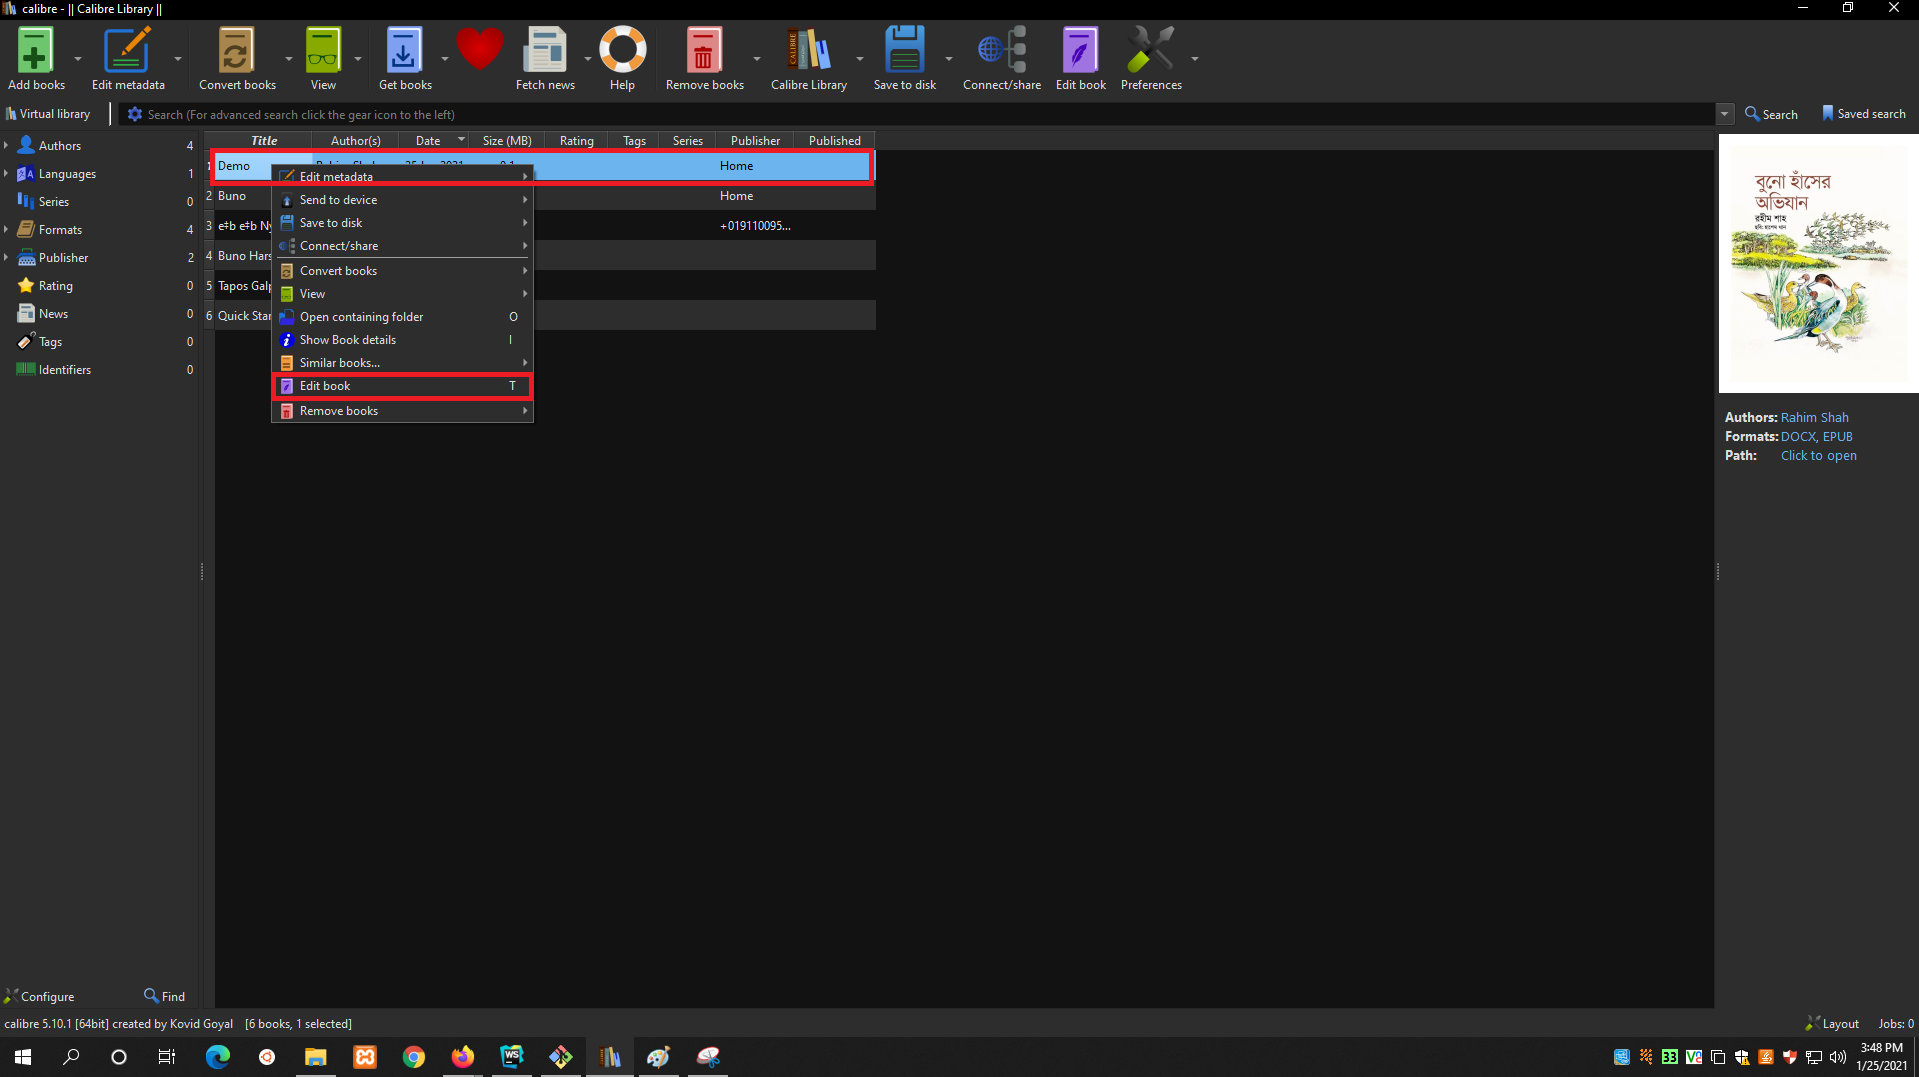 calibre - || Calibre Library ||
Add books
Edit metadata
Convert books
View
Get books
Fetch news
Help
Remove books
Calibre Library
Save to disk
Connect/share
Edit book
Preferences
Virtual library
Search (For advanced search click the gear icon to the left)
Search
Saved search
Authors 4
Languages 1
Series 0
Formats 4
Publisher 2
Rating 0
News 0
Tags 0
Identifiers 0
Title Author(s) Date Size (MB) Rating Tags Series Publisher Published
1 Demo Home
2 Buno Home
3 e‡b e‡b Ny +019110095...
4 Buno Hars
5 Tapos Galp
6 Quick Star
Edit metadata
Send to device
Save to disk
Connect/share
Convert books
View
Open containing folder O
Show Book details I
Similar books...
Edit book T
Remove books
বুনো হাঁসের
অভিযান
রহীম শাহ
ছবি: হাশেম খান
Authors: Rahim Shah
Formats: DOCX, EPUB
Path: Click to open
Configure
Find
calibre 5.10.1 [64bit] created by Kovid Goyal [6 books, 1 selected]
Layout
Jobs: 0
WS
33
3:48 PM
1/25/2021